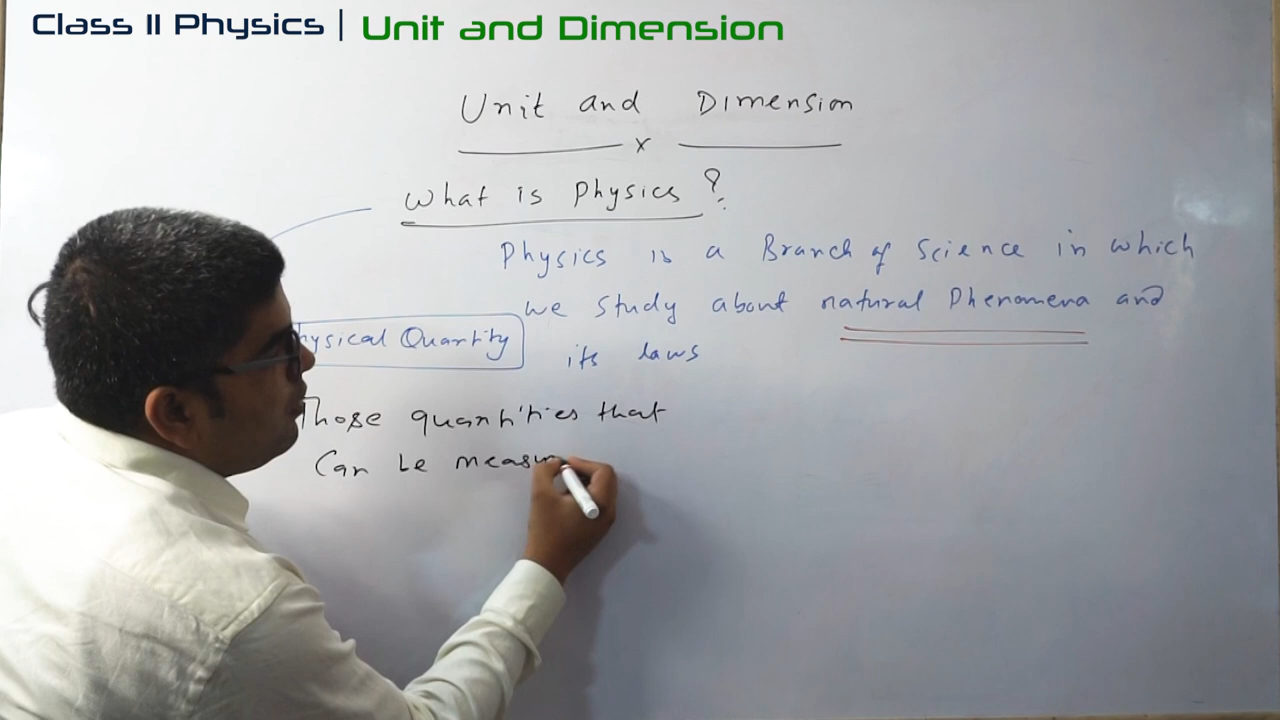 Class 11 Physics | Unit and Dimension
Unit and Dimension
x
What is Physics ?
Physics is a Branch of Science in which
we study about natural Phenomena and
its laws
hysical Quantity
Those quantities that
Can be measu